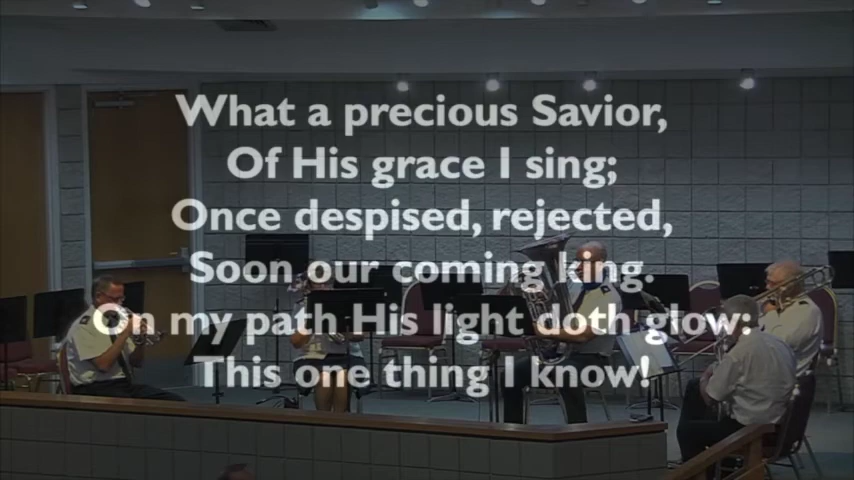 What a precious Savior,
Of His grace I sing;
Once despised, rejected,
Soon our coming king.
On my path His light doth glow:
This one thing I know!